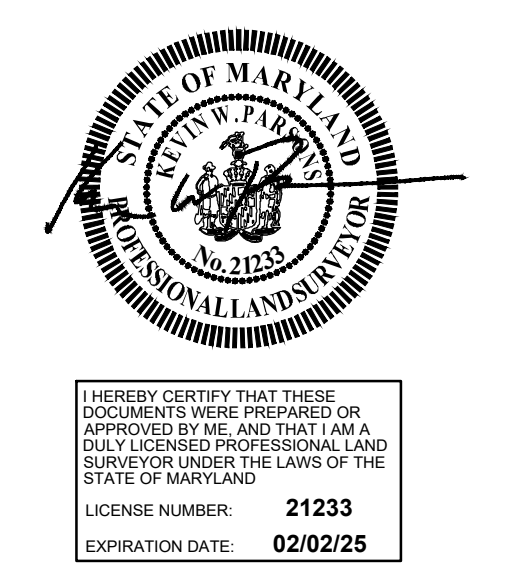 STATE OF MARYLAND
KEVIN W. PARSONS
No. 21233
PROFESSIONAL LAND SURVEYOR
I HEREBY CERTIFY THAT THESE
DOCUMENTS WERE PREPARED OR
APPROVED BY ME, AND THAT I AM A
DULY LICENSED PROFESSIONAL LAND
SURVEYOR UNDER THE LAWS OF THE
STATE OF MARYLAND
LICENSE NUMBER: 21233
EXPIRATION DATE: 02/02/25